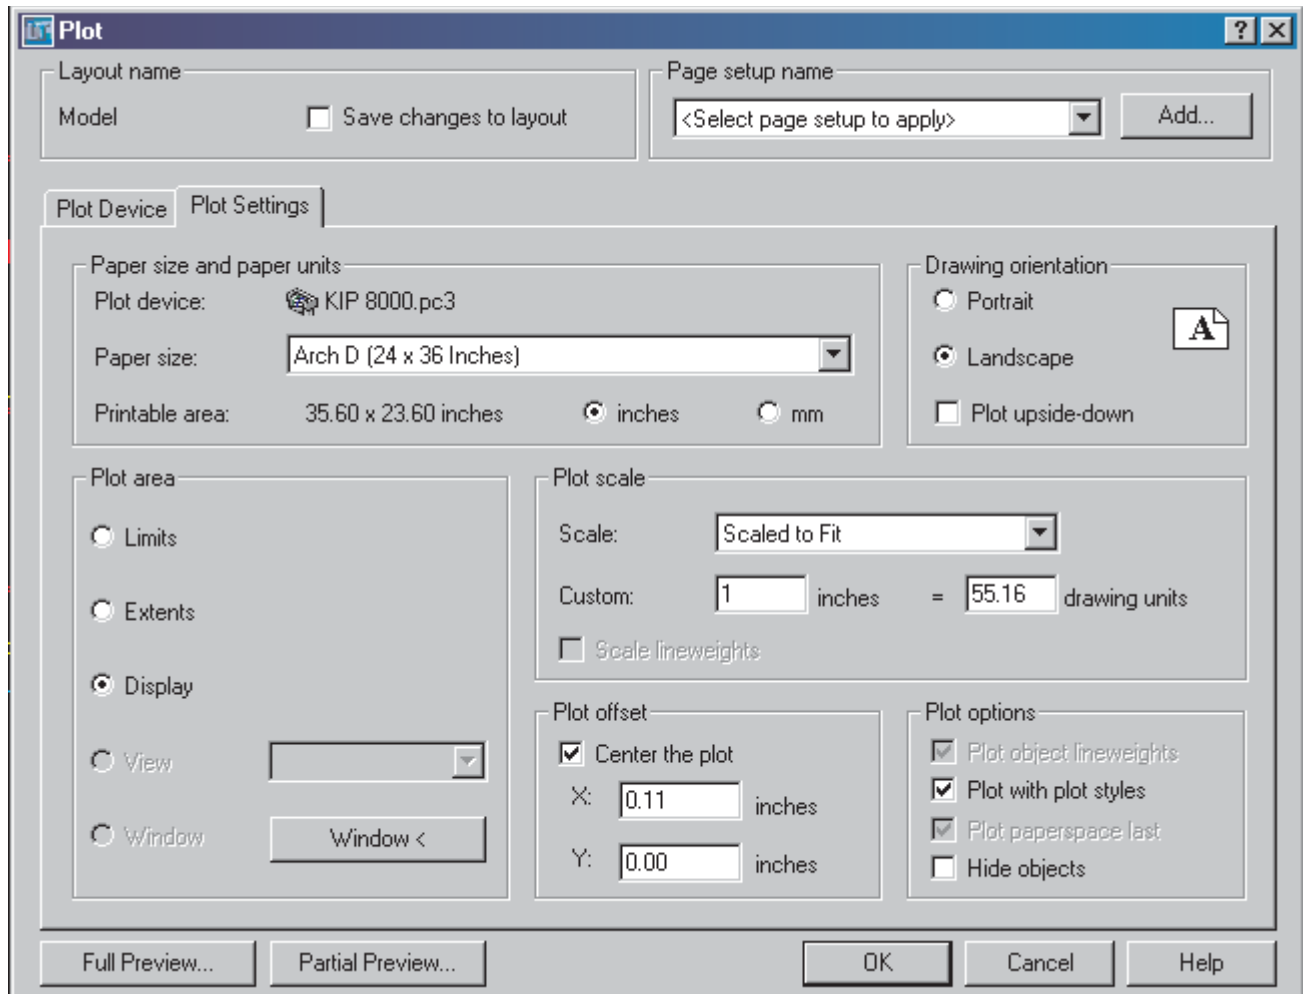 Plot
Layout name
Model
Save changes to layout
Page setup name
<Select page setup to apply>
Add...
Plot Device
Plot Settings
Paper size and paper units
Plot device:
KIP 8000.pc3
Paper size:
Arch D (24 x 36 Inches)
Printable area:
35.60 x 23.60 inches
inches
mm
Drawing orientation
Portrait
Landscape
A
Plot upside-down
Plot area
Limits
Extents
Display
View
Window
Window <
Plot scale
Scale:
Scaled to Fit
Custom:
1
inches
=
55.16
drawing units
Scale lineweights
Plot offset
Center the plot
X:
0.11
inches
Y:
0.00
inches
Plot options
Plot object lineweights
Plot with plot styles
Plot paperspace last
Hide objects
Full Preview...
Partial Preview...
OK
Cancel
Help